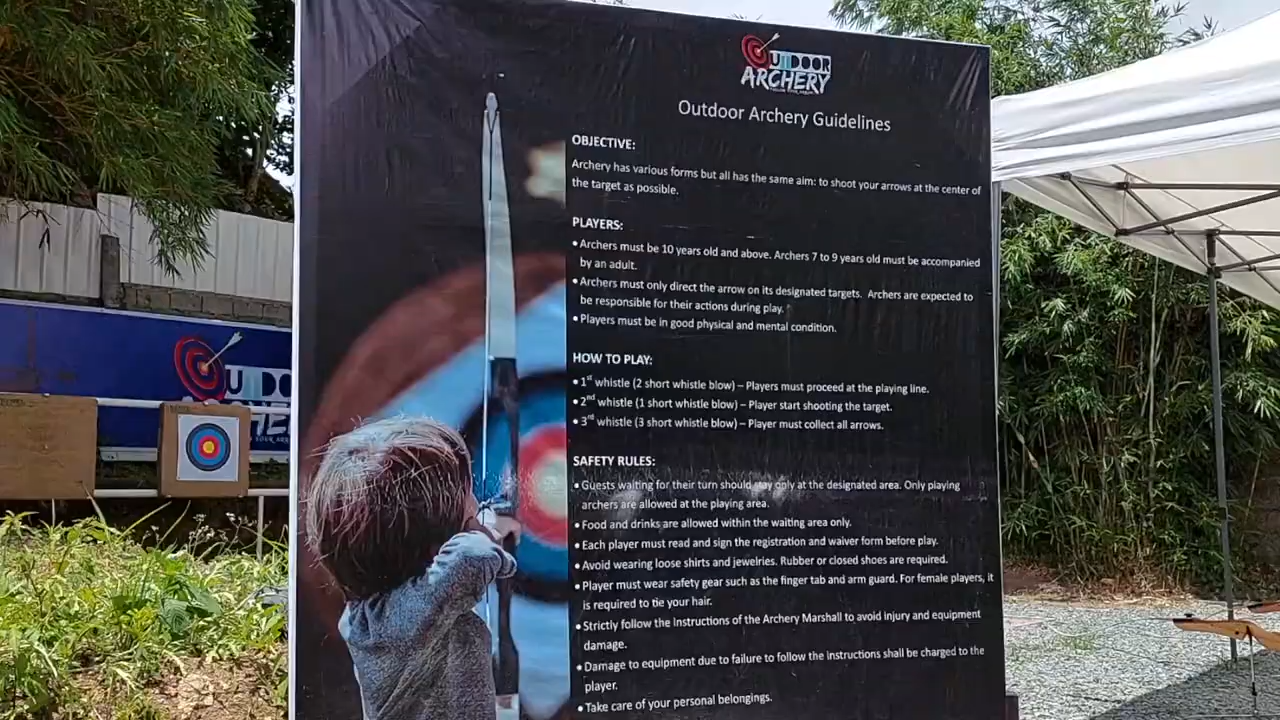 OUTDOOR
ARCHERY
Outdoor Archery Guidelines
OBJECTIVE:
Archery has various forms but all has the same aim: to shoot your arrows at the center of
the target as possible.
PLAYERS:
• Archers must be 10 years old and above. Archers 7 to 9 years old must be accompanied
by an adult.
• Archers must only direct the arrow on its designated targets. Archers are expected to
be responsible for their actions during play.
• Players must be in good physical and mental condition.
HOW TO PLAY:
• 1st whistle (2 short whistle blow) – Players must proceed at the playing line.
• 2nd whistle (1 short whistle blow) – Player start shooting the target.
• 3rd whistle (3 short whistle blow) – Player must collect all arrows.
SAFETY RULES:
• Guests waiting for their turn should stay only at the designated area. Only playing
archers are allowed at the playing area.
• Food and drinks are allowed within the waiting area only.
• Each player must read and sign the registration and waiver form before play.
• Avoid wearing loose shirts and jewelries. Rubber or closed shoes are required.
• Player must wear safety gear such as the finger tab and arm guard. For female players, it
is required to tie your hair.
• Strictly follow the instructions of the Archery Marshall to avoid injury and equipment
damage.
• Damage to equipment due to failure to follow the instructions shall be charged to the
player.
• Take care of your personal belongings.